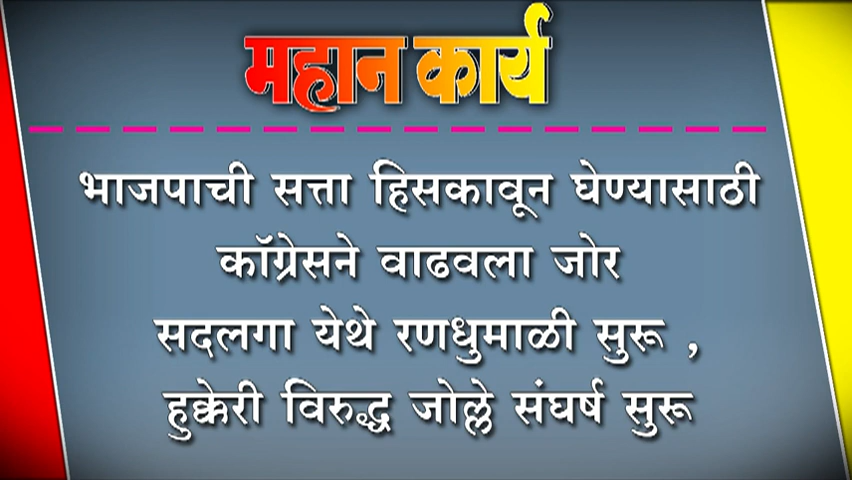 महान कार्य
भाजपाची सत्ता हिसकावून घेण्यासाठी
कॉंग्रेसने वाढवला जोर
सदलगा येथे रणधुमाळी सुरू ,
हुक्केरी विरुद्ध जोल्ले संघर्ष सुरू